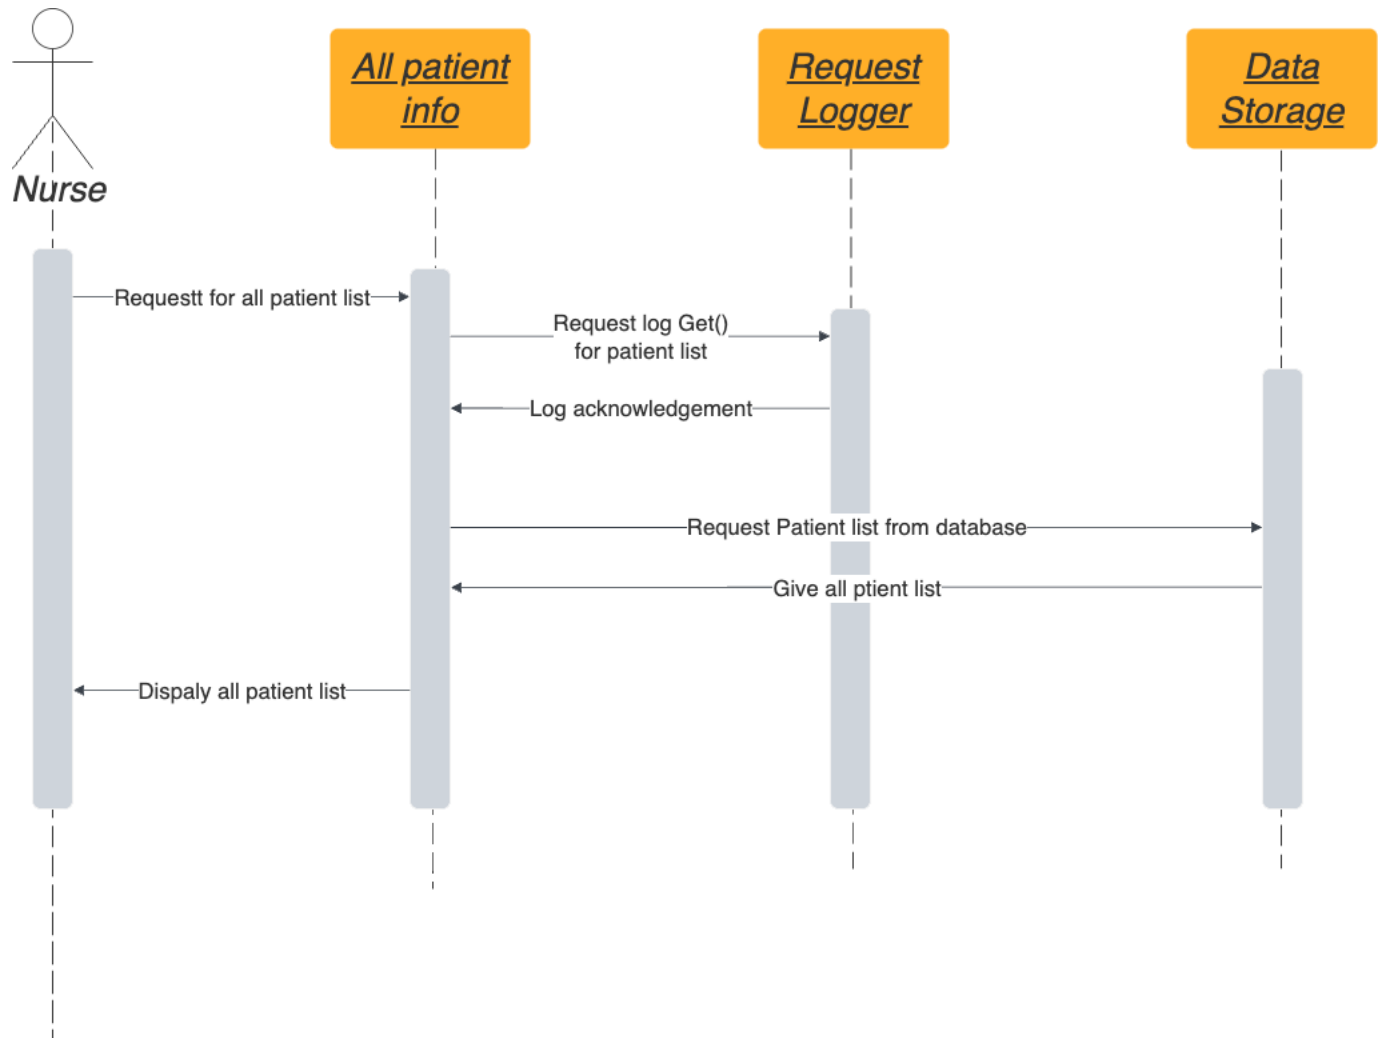 All patient
info
Request
Logger
Data
Storage
Nurse
Requestt for all patient list
Request log Get()
for patient list
Log acknowledgement
Request Patient list from database
Give all ptient list
Dispaly all patient list